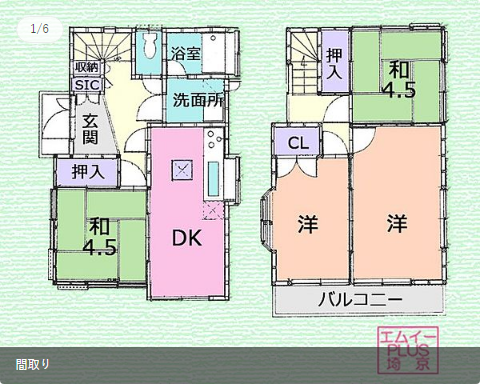 1/6
浴室
収納
SIC
洗面所
玄関
押入
和
4.5
DK
押入
和
4.5
CL
洋
洋
バルコニー
エムイー
PLUS
埼京
間取り